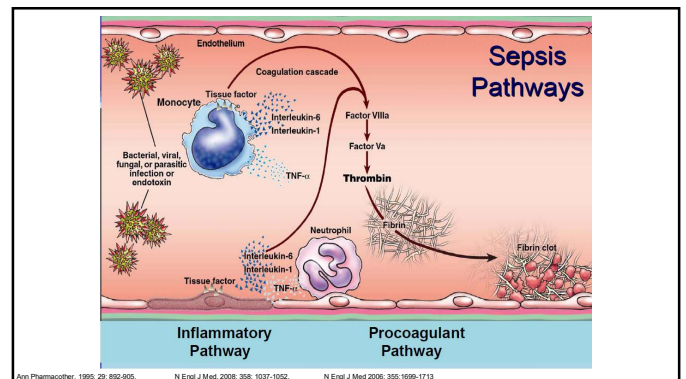 Sepsis
Pathways
Endothelium
Coagulation cascade
Tissue factor
Monocyte
Interleukin-6
Interleukin-1
TNF-α
Factor VIIIa
Factor Va
Thrombin
Bacterial, viral,
fungal, or parasitic
infection or
endotoxin
Neutrophil
Fibrin
Fibrin clot
Interleukin-6
Interleukin-1
TNF-α
Tissue factor
Inflammatory
Pathway
Procoagulant
Pathway
Ann Pharmacother. 1995; 29: 892-905. N Engl J Med. 2008; 358: 1037-1052. N Engl J Med 2006; 355:1699-1713